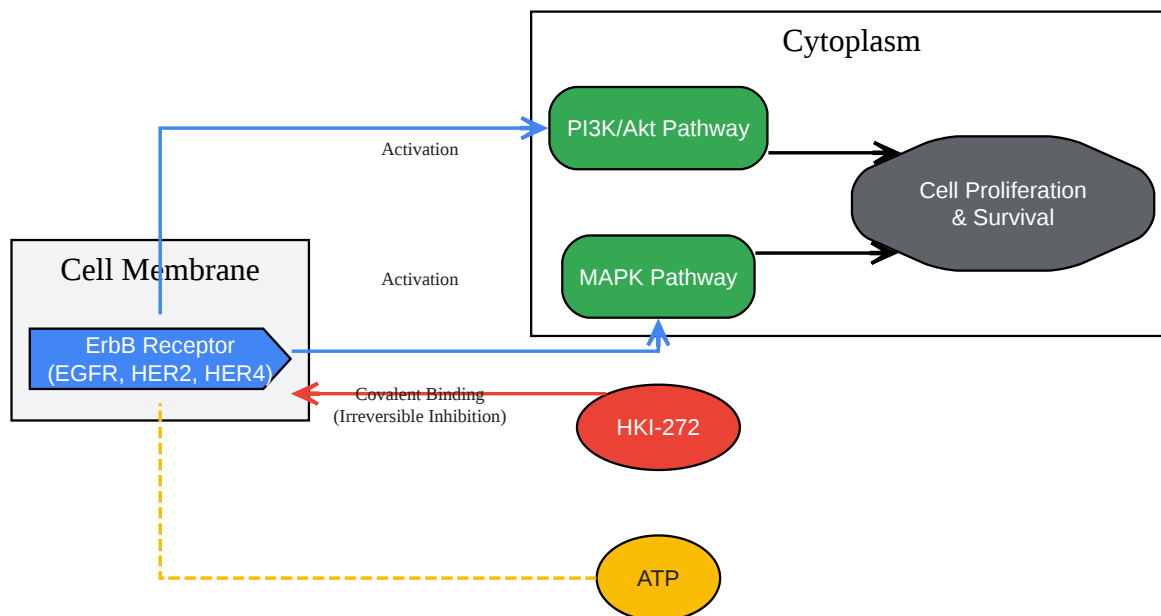 Cytoplasm
PI3K/Akt Pathway
Activation
Cell Proliferation
& Survival
Cell Membrane
Activation
MAPK Pathway
ErbB Receptor
(EGFR, HER2, HER4)
Covalent Binding
(Irreversible Inhibition)
HKI-272
ATP